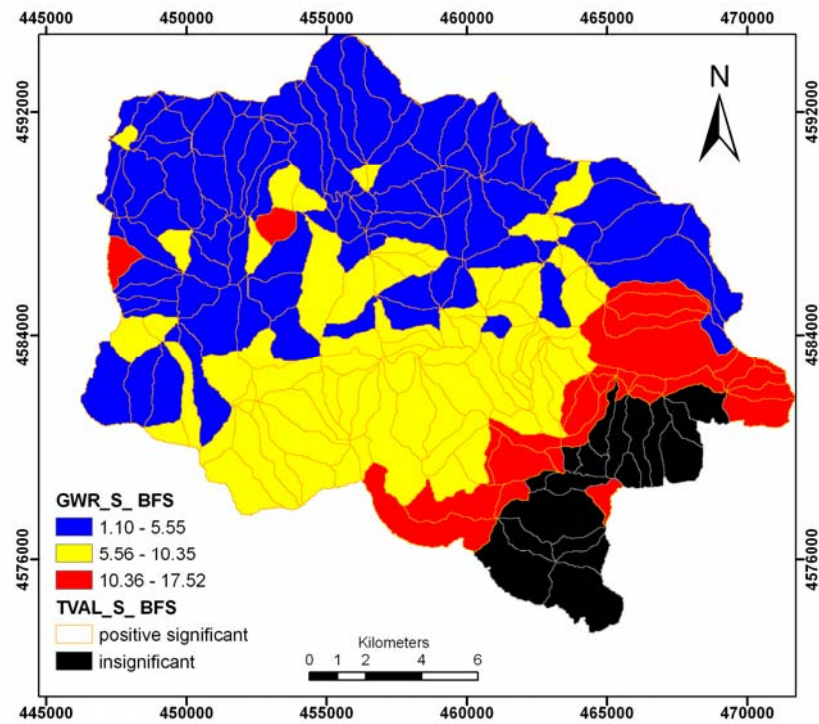 445000 450000 455000 460000 465000 470000
N
4592000 4592000
4584000 4584000
4576000 4576000
GWR_S_ BFS
1.10 - 5.55
5.56 - 10.35
10.36 - 17.52
TVAL_S_ BFS
positive significant
insignificant
Kilometers
0 1 2 4 6
445000 450000 455000 460000 465000 470000